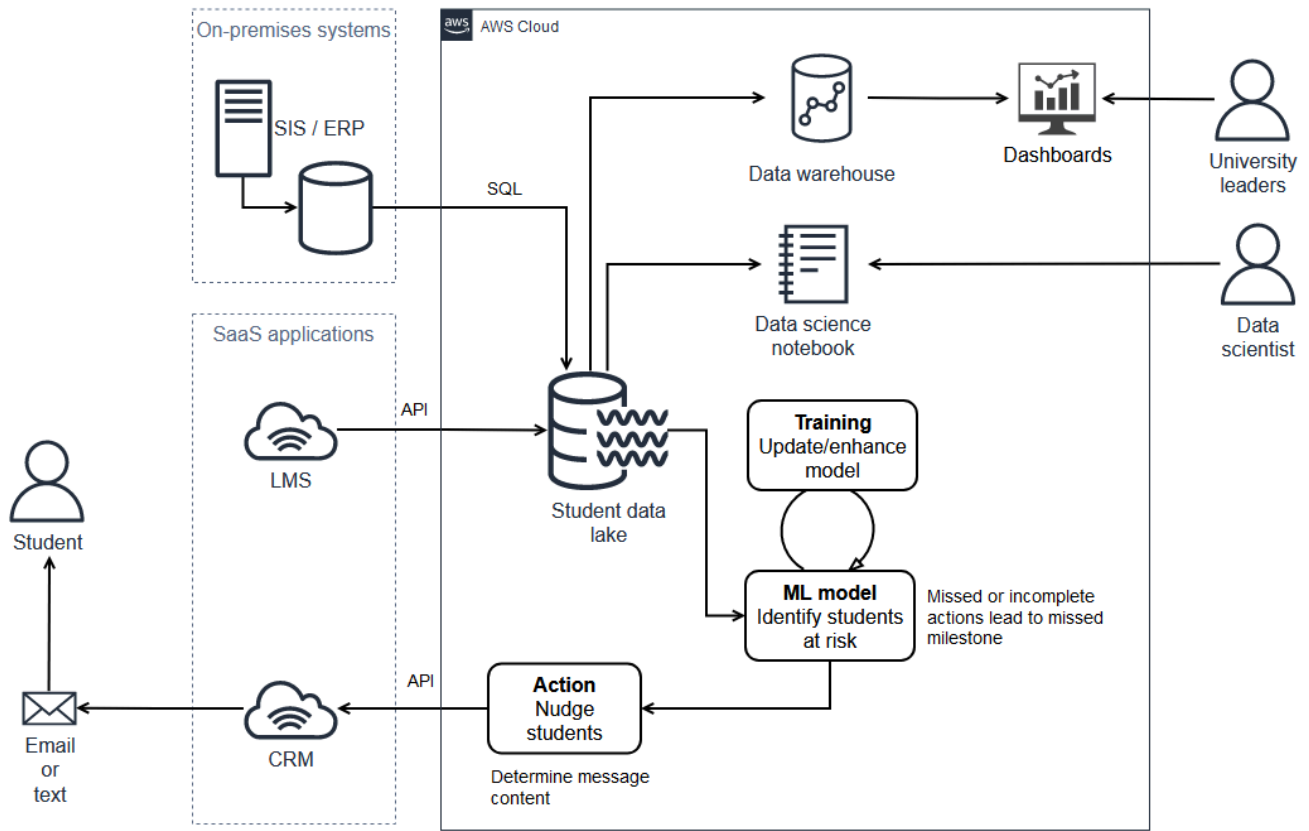 On-premises systems
SIS / ERP
aws
AWS Cloud
SQL
Data warehouse
Dashboards
University
leaders
Data science
notebook
Data
scientist
SaaS applications
LMS
API
Student data
lake
Training
Update/enhance
model
ML model
Identify students
at risk
Missed or incomplete
actions lead to missed
milestone
Action
Nudge
students
Determine message
content
API
CRM
Student
Email
or
text